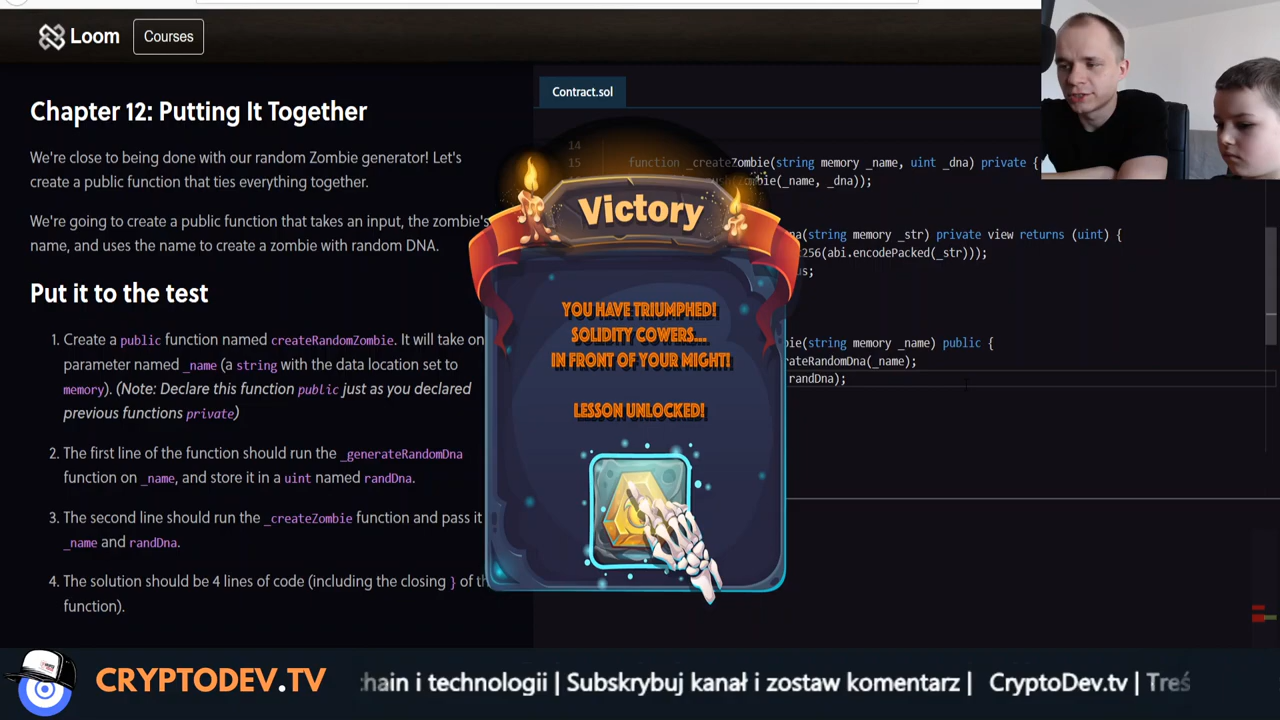 Loom
Courses
Chapter 12: Putting It Together
We're close to being done with our random Zombie generator! Let's
create a public function that ties everything together.
We're going to create a public function that takes an input, the zombie's
name, and uses the name to create a zombie with random DNA.
Put it to the test
1. Create a public function named createRandomZombie. It will take on
parameter named _name (a string with the data location set to
memory). (Note: Declare this function public just as you declared
previous functions private)
2. The first line of the function should run the _generateRandomDna
function on _name, and store it in a uint named randDna.
3. The second line should run the _createZombie function and pass it
_name and randDna.
4. The solution should be 4 lines of code (including the closing } of th
function).
Contract.sol
14
15 function _createZombie(string memory _name, uint _dna) private {
(_name, _dna));
(string memory _str) private view returns (uint) {
256(abi.encodePacked(_str)));
us;
bie(string memory _name) public {
rateRandomDna(_name);
randDna);
Victory
YOU HAVE TRIUMPHED!
SOLIDITY COWERS...
IN FRONT OF YOUR MIGHT!
LESSON UNLOCKED!
CRYPTODEV.TV
chain i technologii | Subskrybuj kanał i zostaw komentarz | CryptoDev.tv | Treś